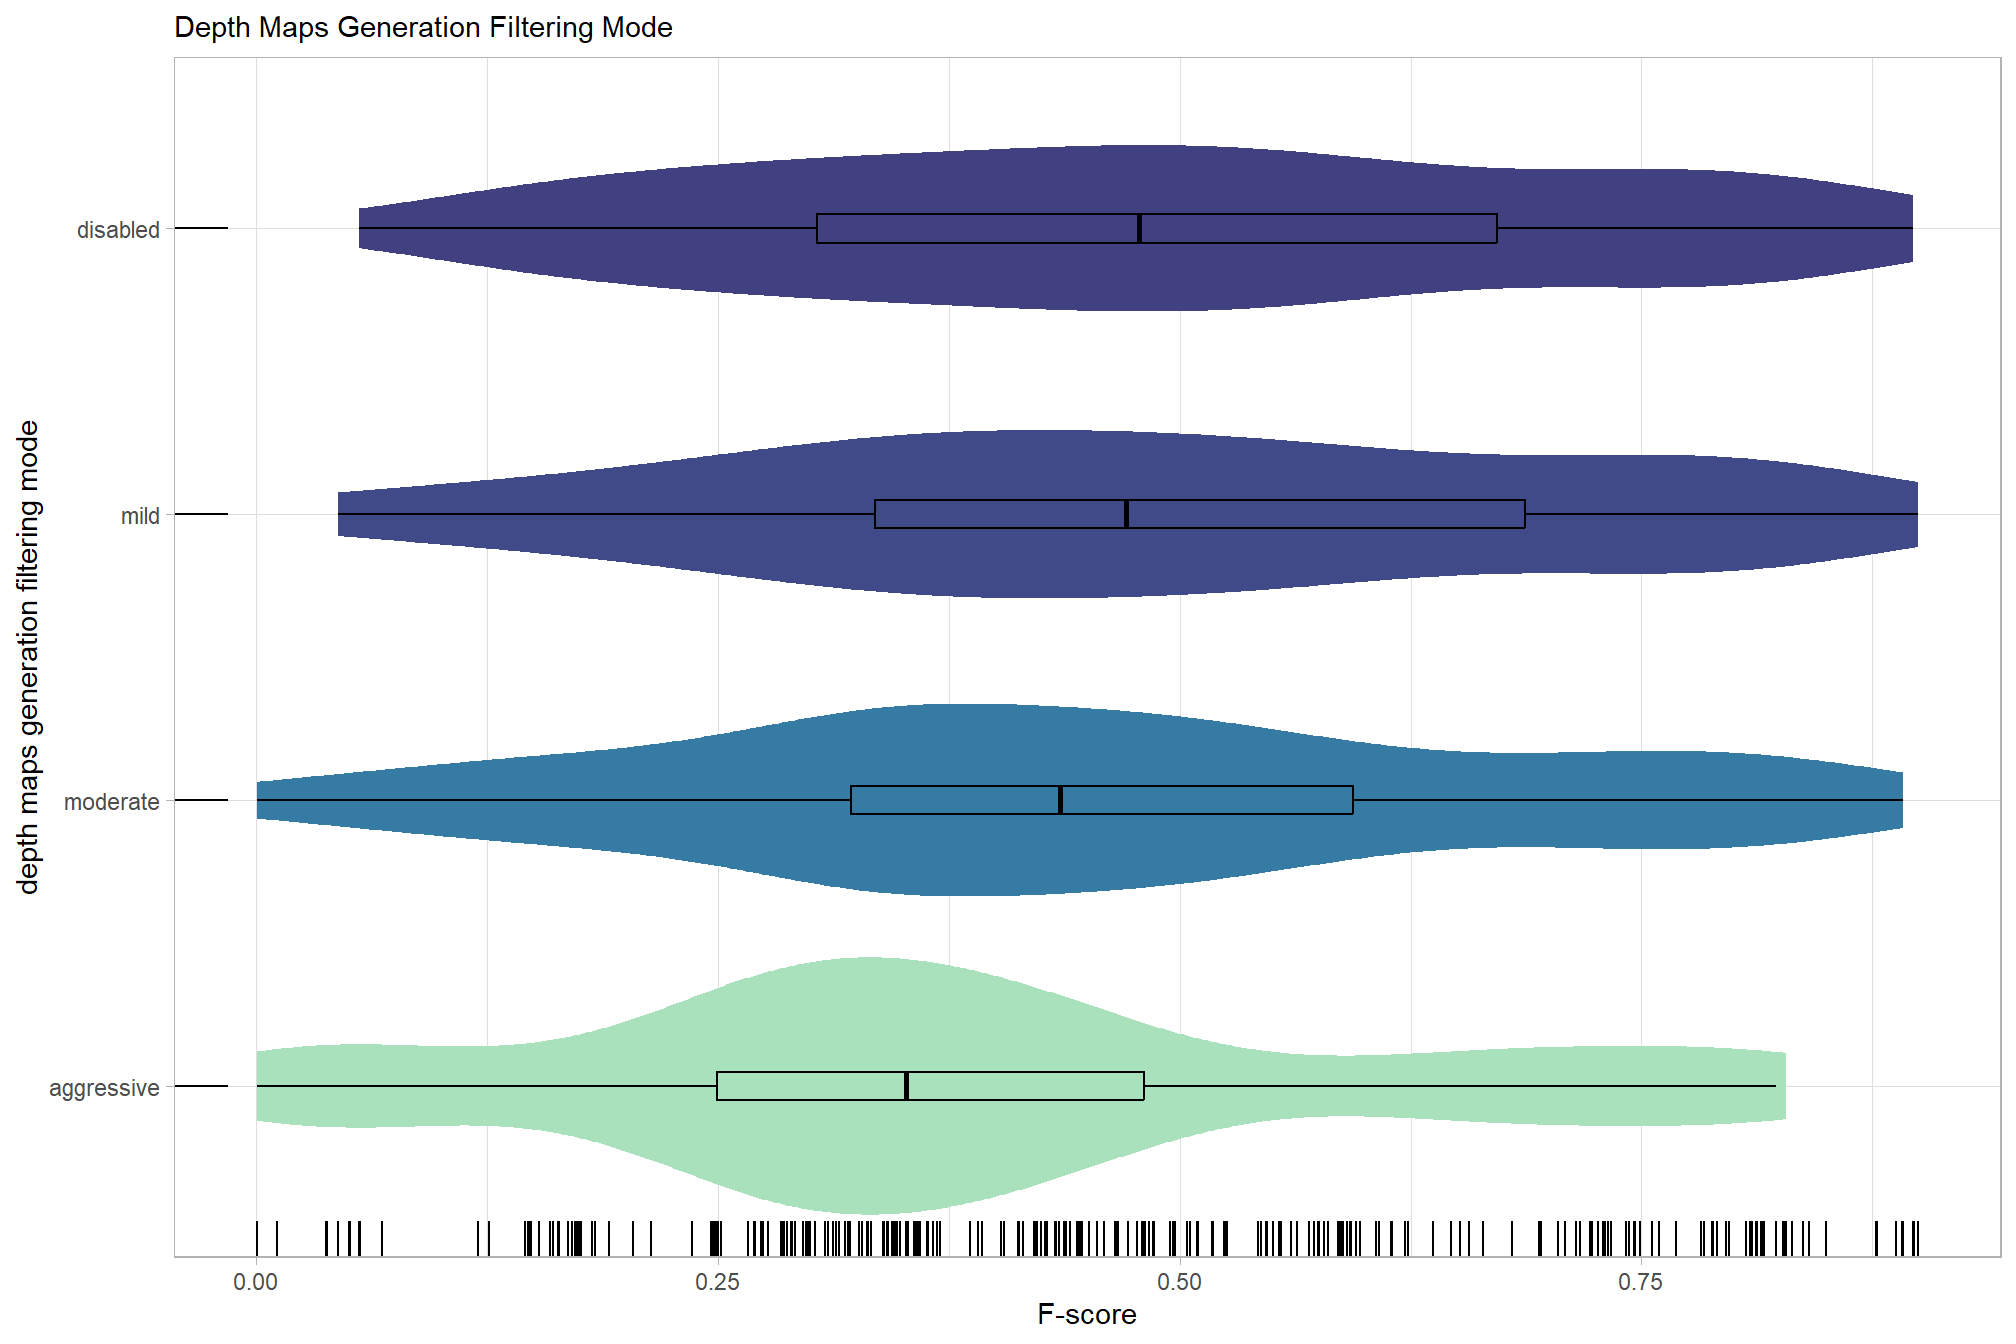 Depth Maps Generation Filtering Mode
depth maps generation filtering mode
disabled
mild
moderate
aggressive
0.00 0.25 0.50 0.75
F-score